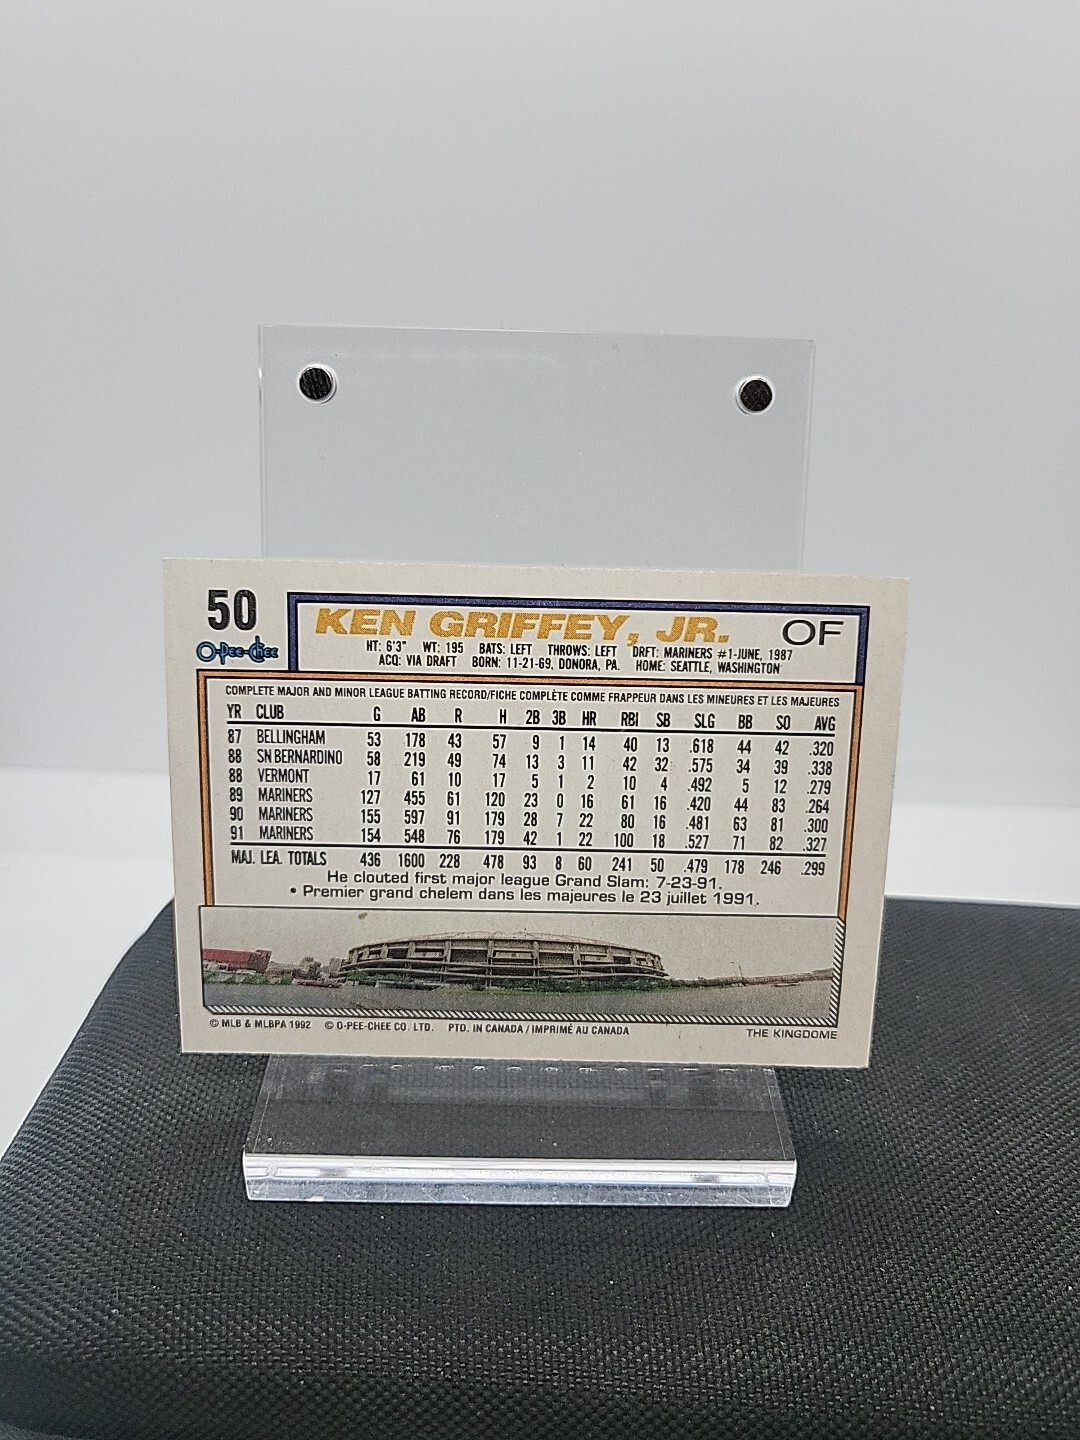 50
O-Pee-Chee
KEN GRIFFEY, JR. OF
HT: 6'3" WT: 195 BATS: LEFT THROWS: LEFT DRFT: MARINERS #1-JUNE, 1987
ACQ: VIA DRAFT BORN: 11-21-69, DONORA, PA. HOME: SEATTLE, WASHINGTON
COMPLETE MAJOR AND MINOR LEAGUE BATTING RECORD/FICHE COMPLÈTE COMME FRAPPEUR DANS LES MINEURES ET LES MAJEURES
YR CLUB G AB R H 2B 3B HR RBI SB SLG BB SO AVG
87 BELLINGHAM 53 178 43 57 9 1 14 40 13 .618 44 42 .320
88 SN BERNARDINO 58 219 49 74 13 3 11 42 32 .575 34 39 .338
88 VERMONT 17 61 10 17 5 1 2 10 4 .492 5 12 .279
89 MARINERS 127 455 61 120 23 0 16 61 16 .420 44 83 .264
90 MARINERS 155 597 91 179 28 7 22 80 16 .481 63 81 .300
91 MARINERS 154 548 76 179 42 1 22 100 18 .527 71 82 .327
MAJ. LEA. TOTALS 436 1600 228 478 93 8 60 241 50 .479 178 246 .299
He clouted first major league Grand Slam: 7-23-91.
• Premier grand chelem dans les majeures le 23 juillet 1991.
© MLB & MLBPA 1992 © O-PEE-CHEE CO. LTD. PTD. IN CANADA / IMPRIMÉ AU CANADA
THE KINGDOME